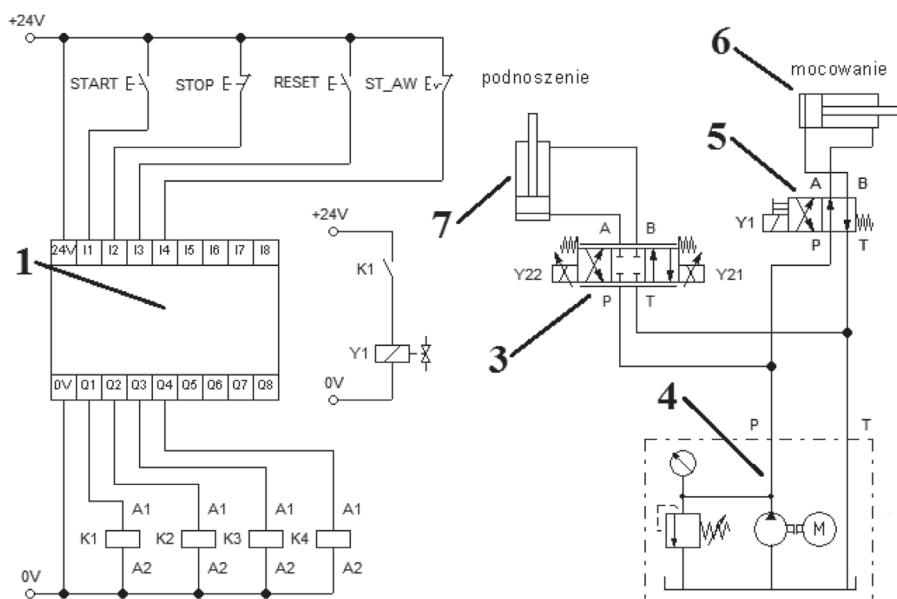 +24V
START
STOP
RESET
ST_AW
podnoszenie
6
mocowanie
5
A B
Y1
P T
7
A B
Y22 Y21
P T
3
+24V
K1
Y1
0V
24V I1 I2 I3 I4 I5 I6 I7 I8
1
0V Q1 Q2 Q3 Q4 Q5 Q6 Q7 Q8
4
P T
M
A1 A1 A1 A1
K1 K2 K3 K4
A2 A2 A2 A2
0V